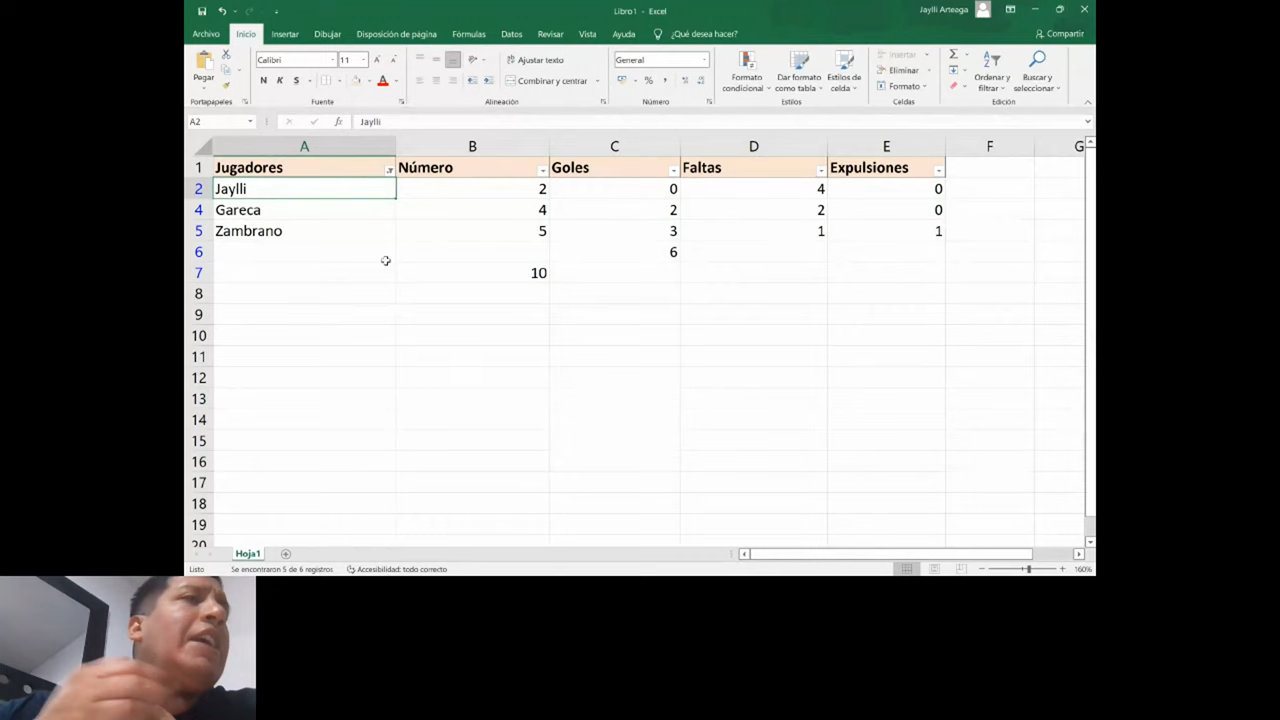 Libro1 - Excel
Jaylli Arteaga
Archivo Inicio Insertar Dibujar Disposición de página Fórmulas Datos Revisar Vista Ayuda ¿Qué desea hacer? Compartir
Pegar
Calibri 11
N K S
Ajustar texto
Combinar y centrar
General
% 
Formato condicional
Dar formato como tabla
Estilos de celda
Insertar
Eliminar
Formato
Ordenar y filtrar
Buscar y seleccionar
Portapapeles Fuente Alineación Número Estilos Celdas Edición
A2 fx Jaylli
A B C D E F G
1 Jugadores Número Goles Faltas Expulsiones
2 Jaylli 2 0 4 0
4 Gareca 4 2 2 0
5 Zambrano 5 3 1 1
6 6
7 10
8
9
10
11
12
13
14
15
16
17
18
19
20
Hoja1
Listo Se encontraron 5 de 6 registros Accesibilidad: todo correcto 160%